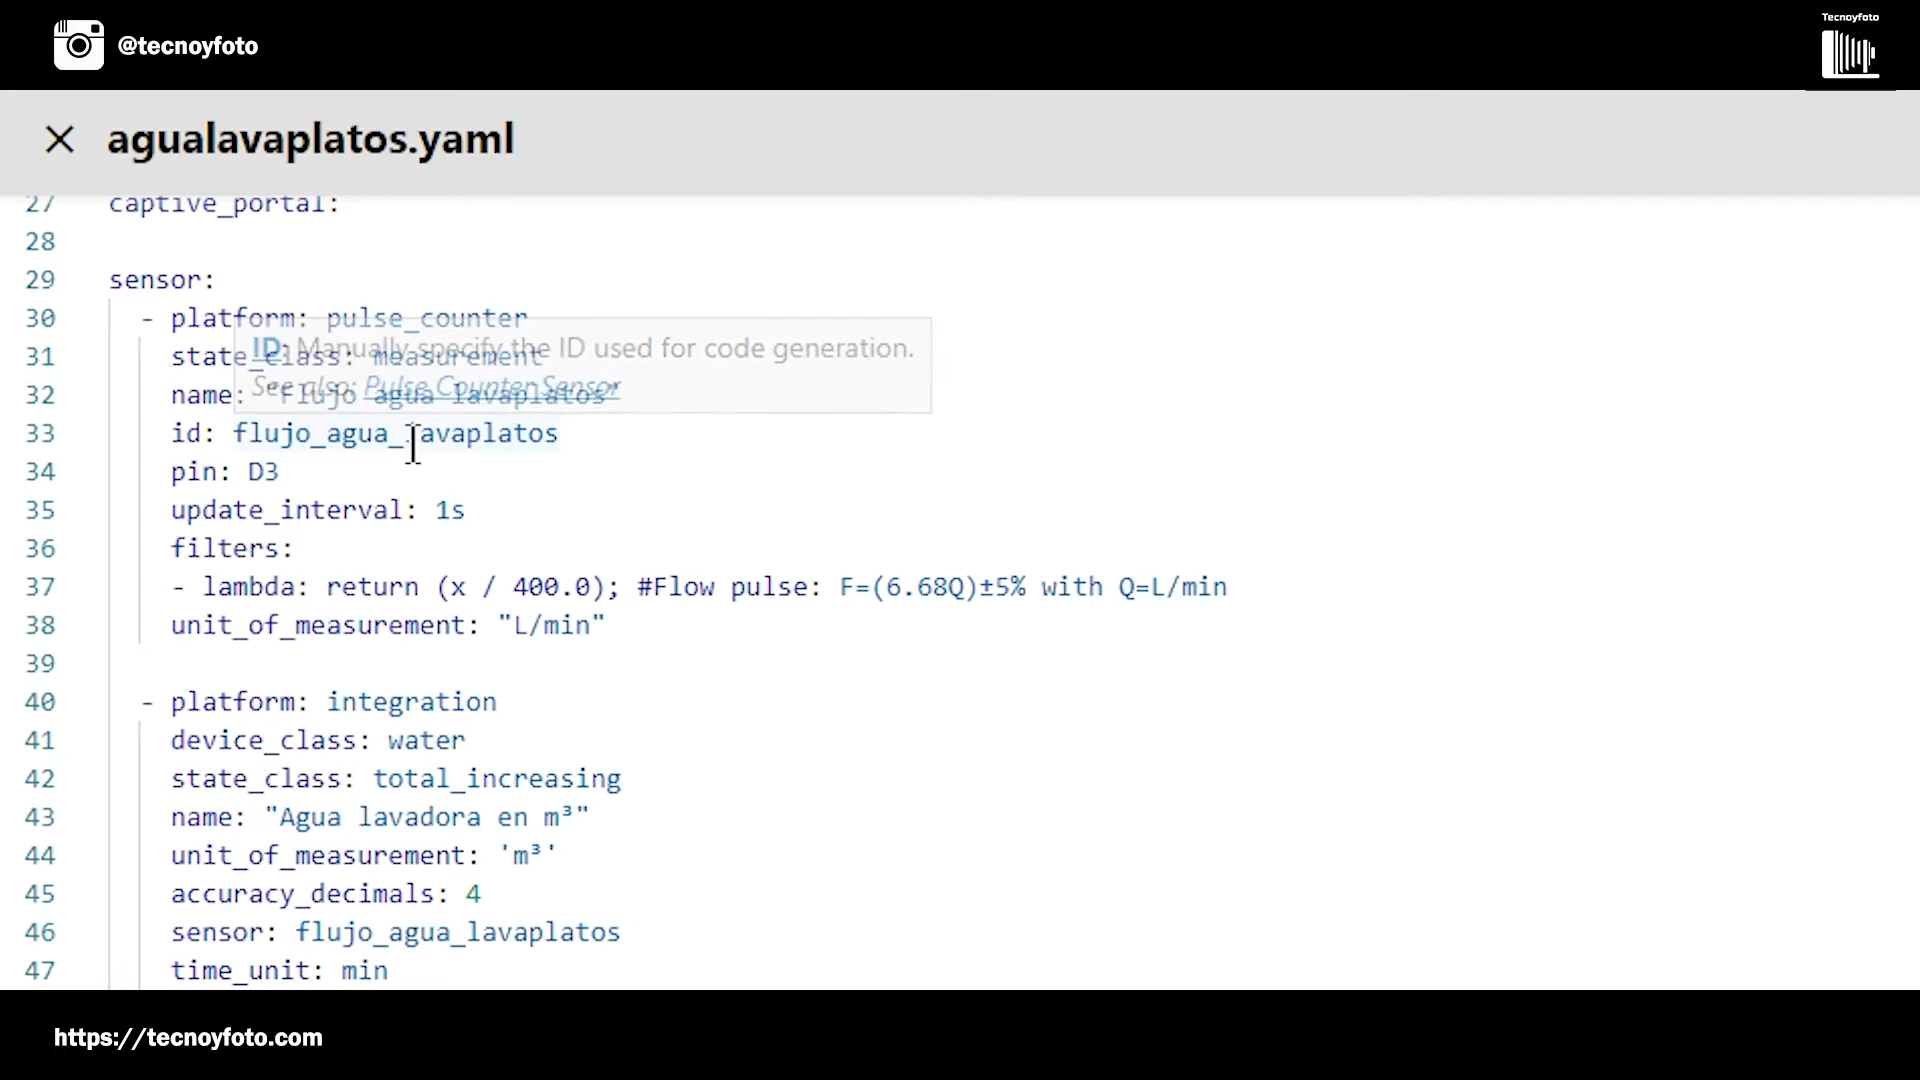 @tecnoyfoto
Tecnoyfoto
agualavaplatos.yaml
27 captive_portal:
28
29 sensor:
30 - platform: pulse_counter
31 state_class: measurement
ID: Manually specify the ID used for code generation.
See also: Pulse Counter Sensor
32 name: "Flujo agua lavaplatos"
33 id: flujo_agua_lavaplatos
34 pin: D3
35 update_interval: 1s
36 filters:
37 - lambda: return (x / 400.0); #Flow pulse: F=(6.68Q)±5% with Q=L/min
38 unit_of_measurement: "L/min"
39
40 - platform: integration
41 device_class: water
42 state_class: total_increasing
43 name: "Agua lavadora en m³"
44 unit_of_measurement: 'm³'
45 accuracy_decimals: 4
46 sensor: flujo_agua_lavaplatos
47 time_unit: min
https://tecnoyfoto.com